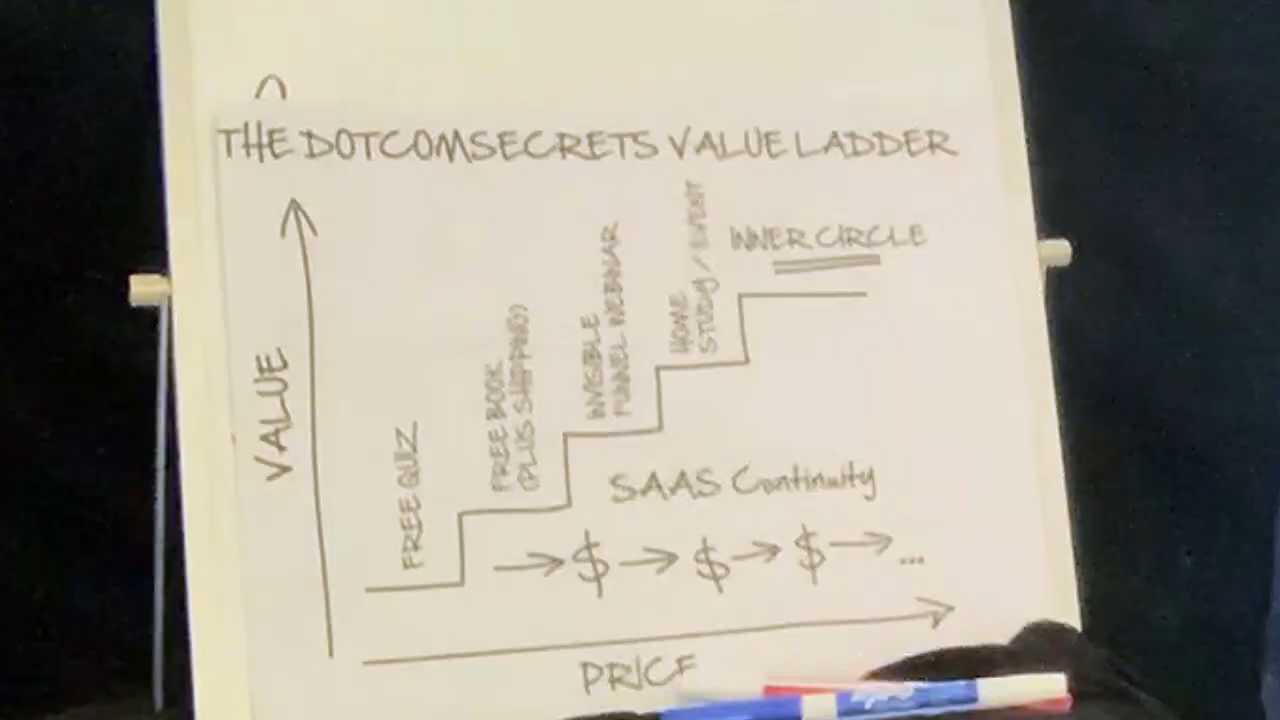 THE DOTCOMSECRETS VALUE LADDER
INNER CIRCLE
HOME
STUDY / EVENT
INVISIBLE
FUNNEL WEBINAR
FREE BOOK
(PLUS SHIPPING)
FREE QUIZ
VALUE
SAAS Continuity
→ $ → $ → $ → ...
PRICE